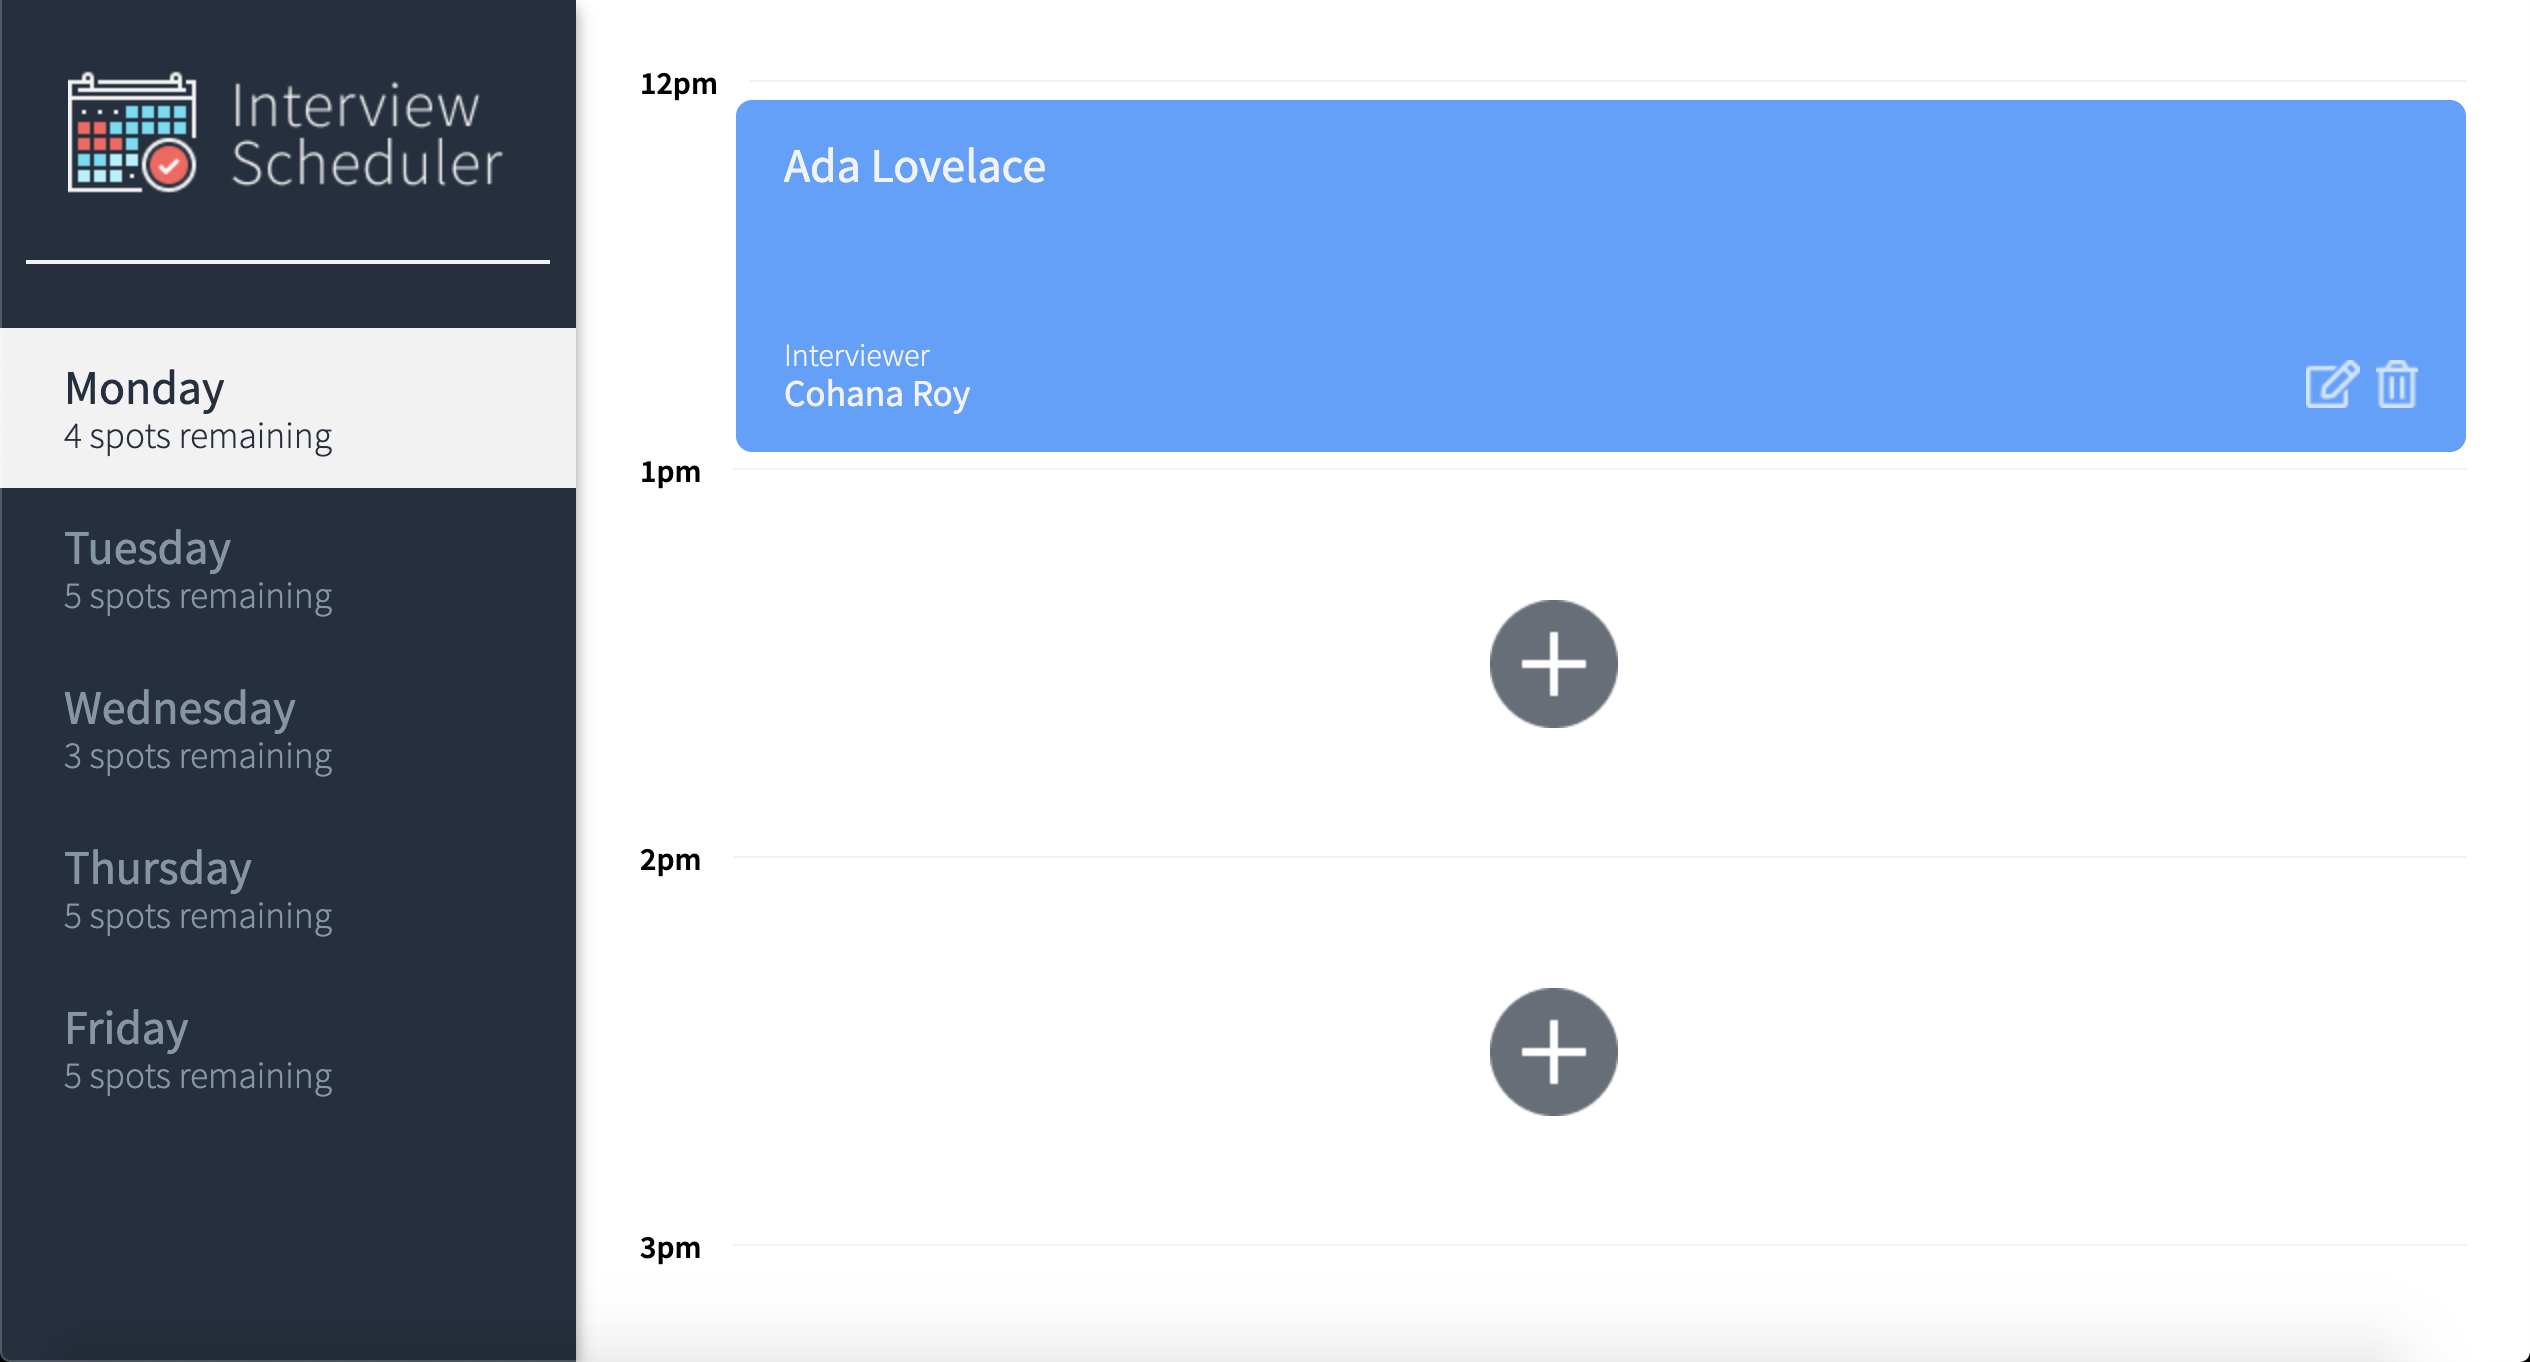 Interview
Scheduler
Monday
4 spots remaining
Tuesday
5 spots remaining
Wednesday
3 spots remaining
Thursday
5 spots remaining
Friday
5 spots remaining
12pm
Ada Lovelace
Interviewer
Cohana Roy
1pm
2pm
3pm